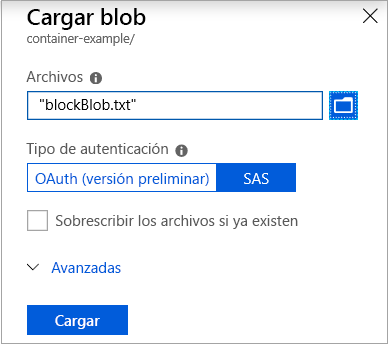 Cargar blob
container-example/
Archivos
"blockBlob.txt"
Tipo de autenticación
OAuth (versión preliminar) SAS
Sobrescribir los archivos si ya existen
Avanzadas
Cargar